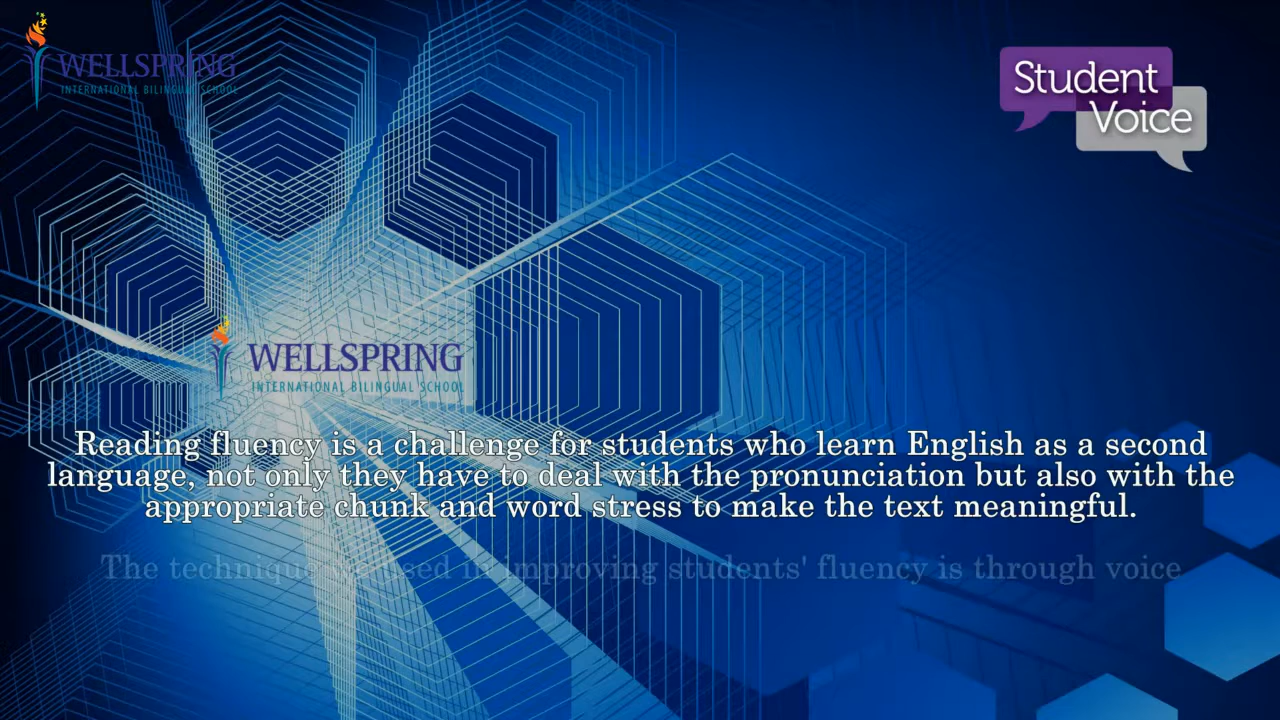 WELLSPRING
INTERNATIONAL BILINGUAL SCHOOL
Student
Voice
WELLSPRING
INTERNATIONAL BILINGUAL SCHOOL
Reading fluency is a challenge for students who learn English as a second
language, not only they have to deal with the pronunciation but also with the
appropriate chunk and word stress to make the text meaningful.
The technique we used in improving students' fluency is through voice